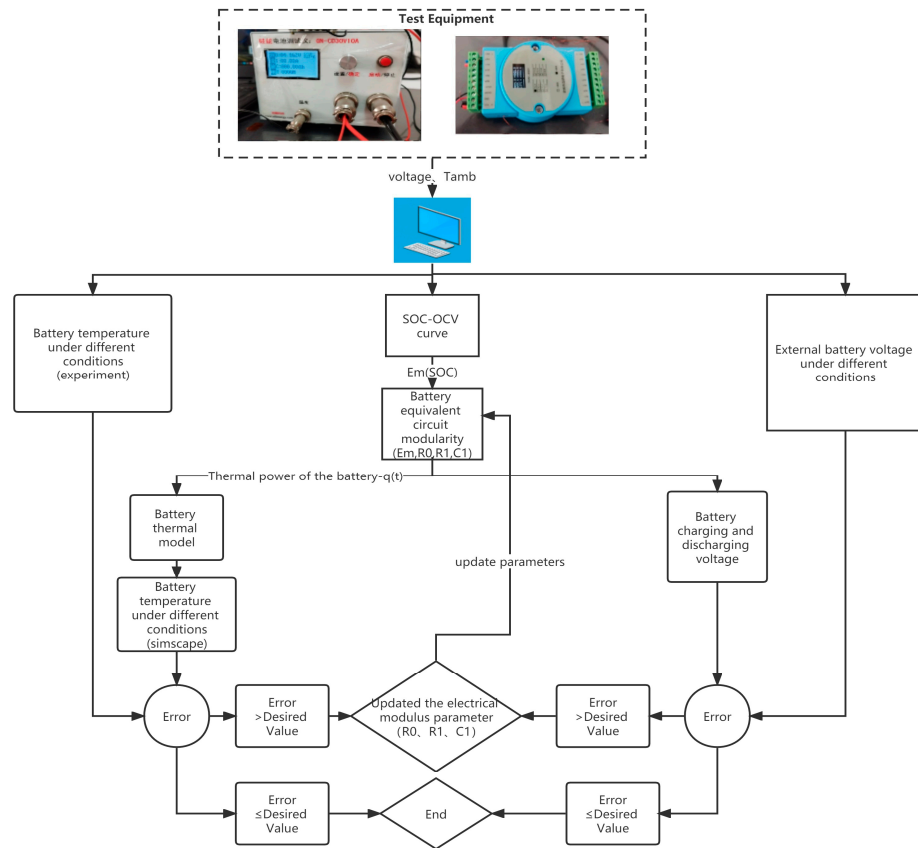 Test Equipment
voltage、Tamb
Battery temperature
under different
conditions
(experiment)
SOC-OCV
curve
External battery voltage
under different
conditions
Em(SOC)
Battery
equivalent
circuit
modularity
(Em,R0,R1,C1)
Thermal power of the battery-q(t)
Battery
thermal
model
Battery
charging and
discharging
voltage
update parameters
Battery
temperature
under different
conditions
(simscape)
Error
Error
>Desired
Value
Updated the electrical
modulus parameter
(R0、R1、C1)
Error
>Desired
Value
Error
Error
≤Desired
Value
End
Error
≤Desired
Value